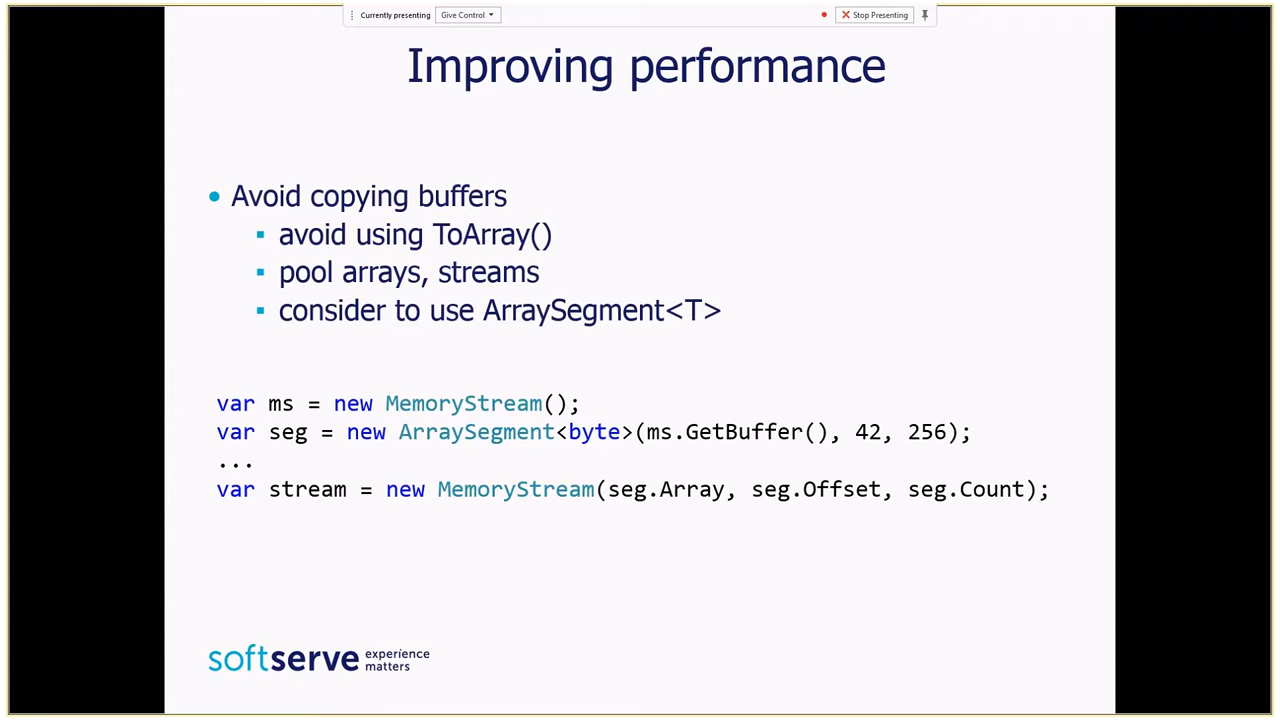 Currently presenting Give Control Stop Presenting
Improving performance
• Avoid copying buffers
▪ avoid using ToArray()
▪ pool arrays, streams
▪ consider to use ArraySegment<T>
var ms = new MemoryStream();
var seg = new ArraySegment<byte>(ms.GetBuffer(), 42, 256);
...
var stream = new MemoryStream(seg.Array, seg.Offset, seg.Count);
softserve experience
matters